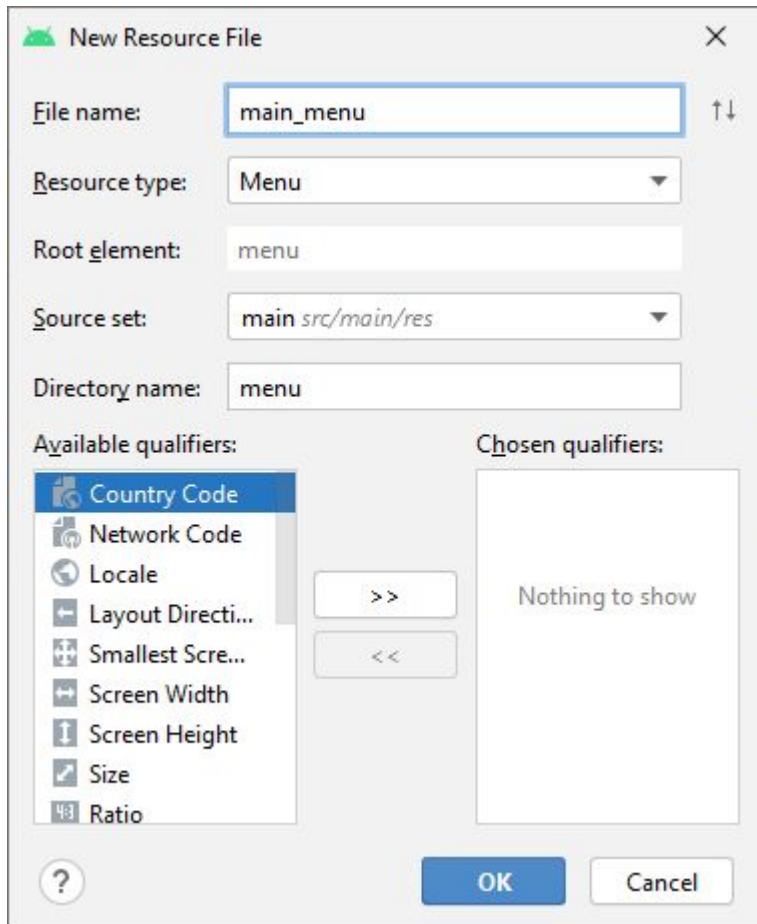 New Resource File
File name: main_menu
Resource type: Menu
Root element: menu
Source set: main src/main/res
Directory name: menu
Available qualifiers:
Chosen qualifiers:
Country Code
Network Code
Locale
Layout Directi...
Smallest Scre...
Screen Width
Screen Height
Size
Ratio
>>
<<
Nothing to show
?
OK
Cancel